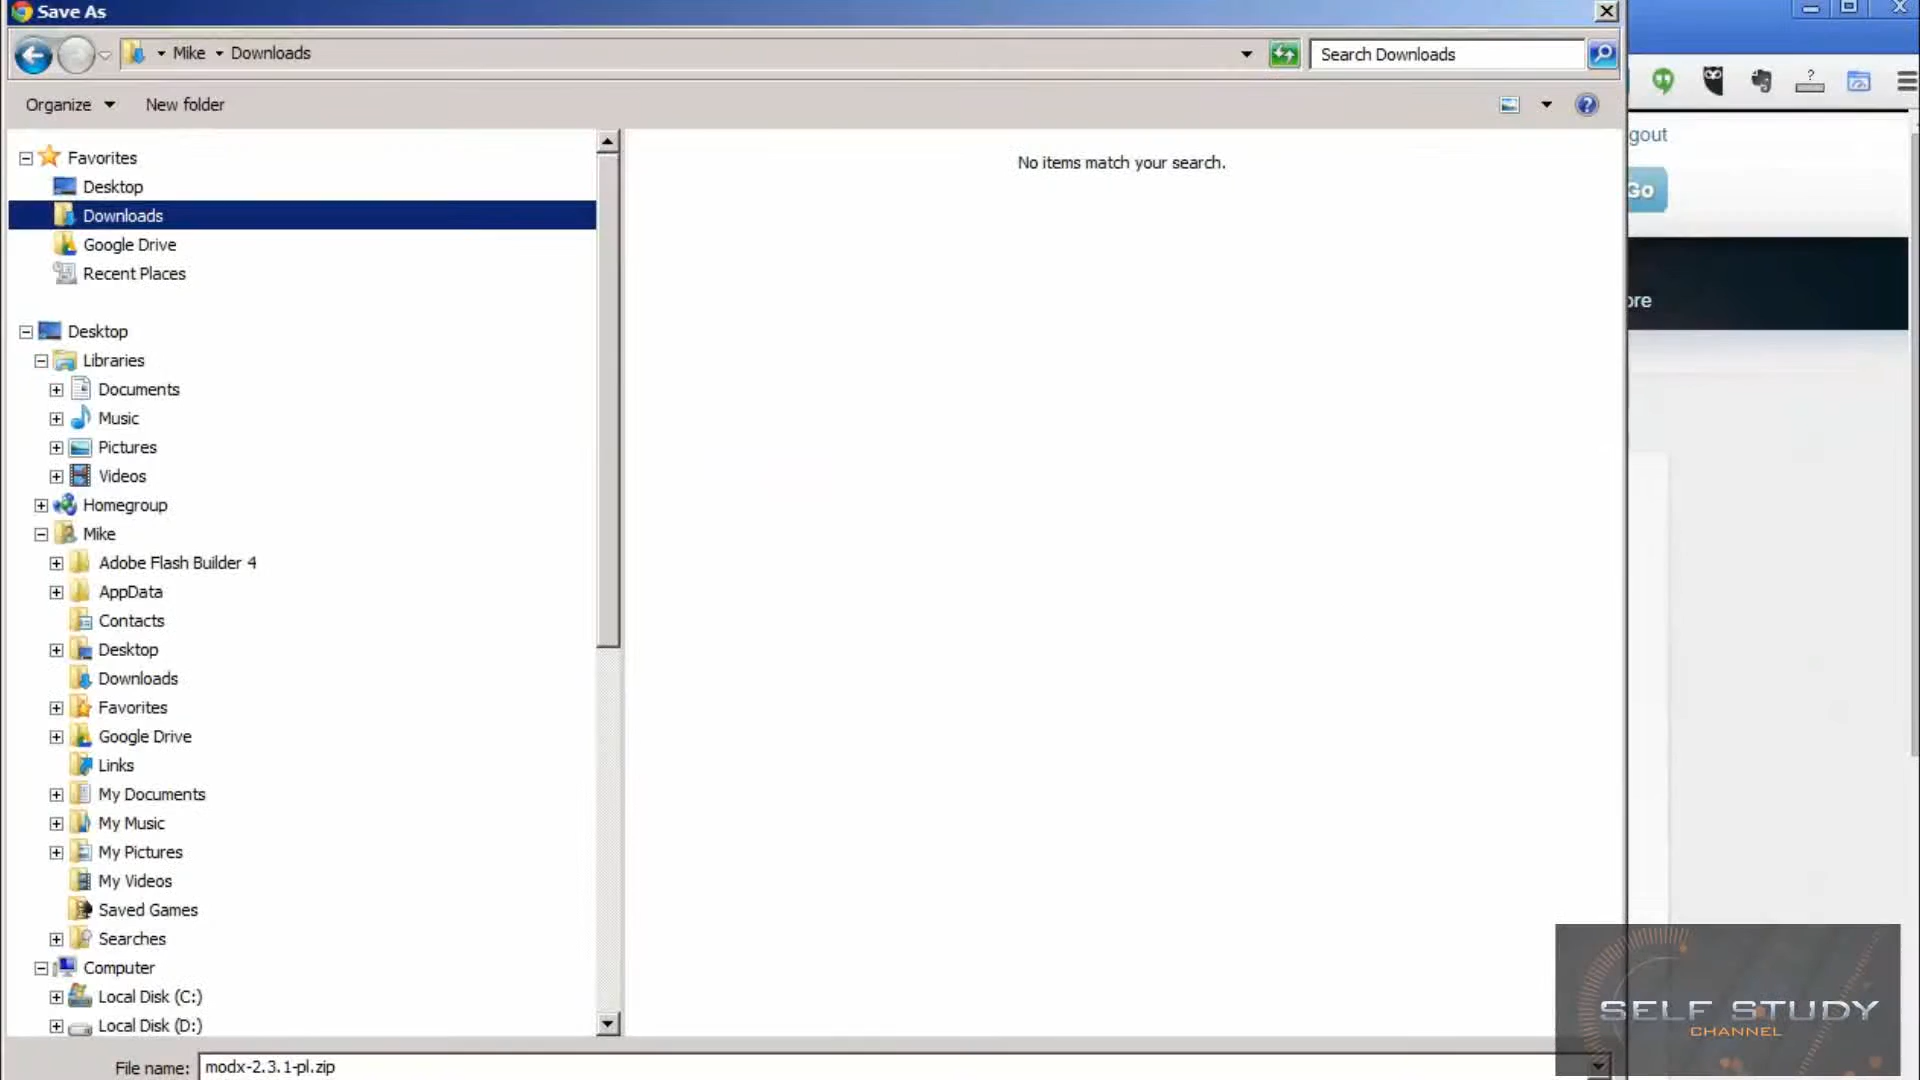 Save As
Mike Downloads
Search Downloads
Organize New folder
gout
Go
ore
No items match your search.
Favorites
Desktop
Downloads
Google Drive
Recent Places
Desktop
Libraries
Documents
Music
Pictures
Videos
Homegroup
Mike
Adobe Flash Builder 4
AppData
Contacts
Desktop
Downloads
Favorites
Google Drive
Links
My Documents
My Music
My Pictures
My Videos
Saved Games
Searches
Computer
Local Disk (C:)
Local Disk (D:)
File name: modx-2.3.1-pl.zip
SELF STUDY
CHANNEL